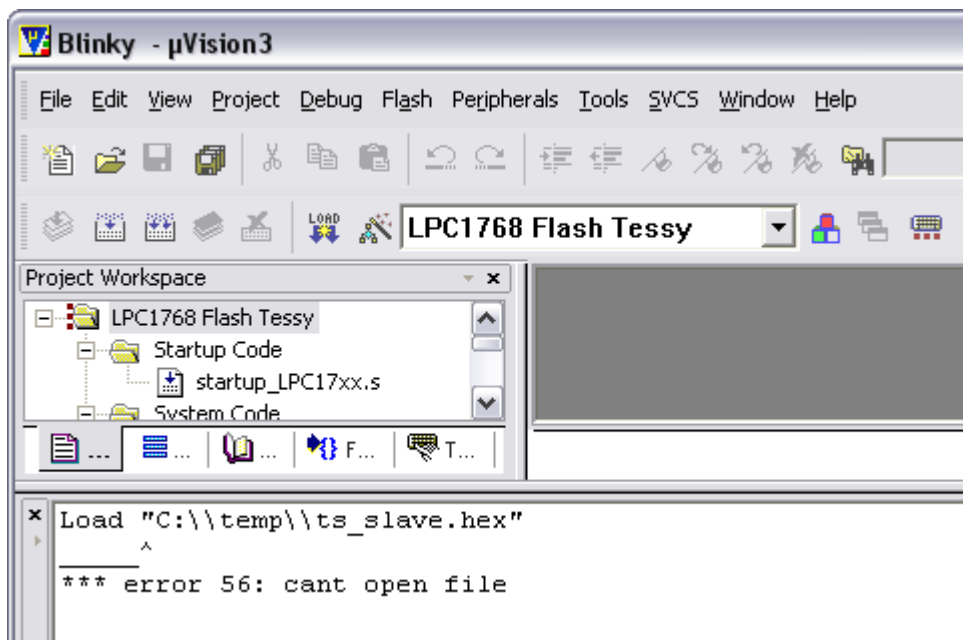 Blinky - µVision3
File Edit View Project Debug Flash Peripherals Tools SVCS Window Help
LOAD LPC1768 Flash Tessy
Project Workspace
LPC1768 Flash Tessy
Startup Code
startup_LPC17xx.s
System Code
... ... ... F... T...
Load "C:\\temp\\ts_slave.hex"
^
*** error 56: cant open file